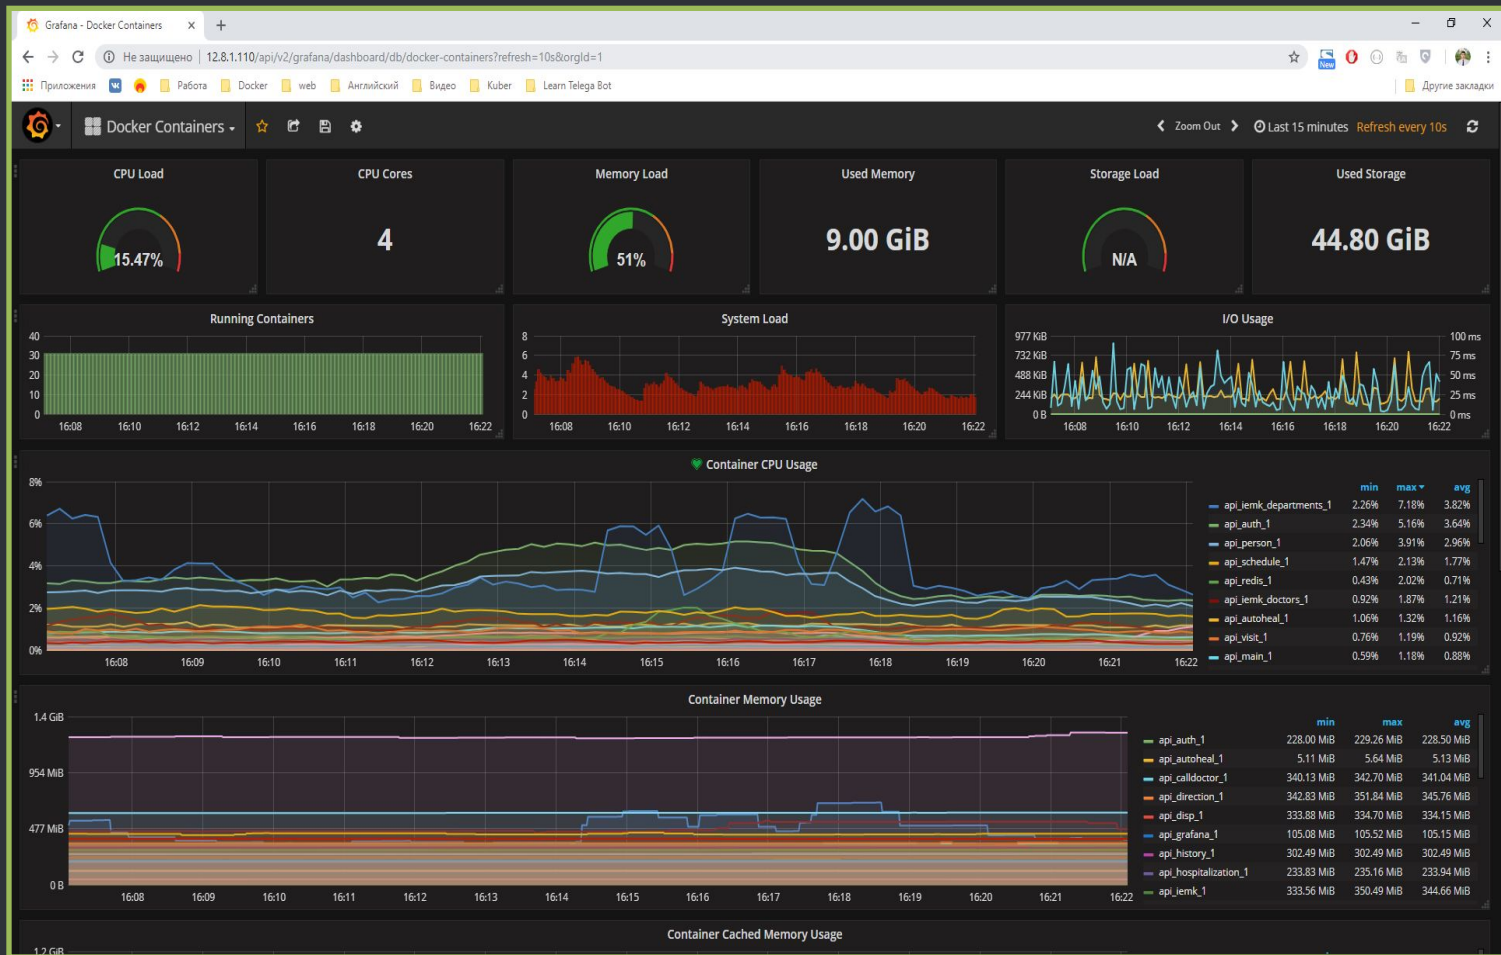 Grafana - Docker Containers
Не защищено | 12.8.1.110/api/v2/grafana/dashboard/db/docker-containers?refresh=10s&orgId=1
New
Приложения Работа Docker web Английский Видео Kuber Learn Telega Bot Другие закладки
Docker Containers Zoom Out Last 15 minutes Refresh every 10s
CPU Load CPU Cores Memory Load Used Memory Storage Load Used Storage
15.47% 4 51% 9.00 GiB N/A 44.80 GiB
Running Containers
40
30
20
10
0
16:08 16:10 16:12 16:14 16:16 16:18 16:20 16:22
System Load
8
6
4
2
0
16:08 16:10 16:12 16:14 16:16 16:18 16:20 16:22
I/O Usage
977 KiB 100 ms
732 KiB 75 ms
488 KiB 50 ms
244 KiB 25 ms
0 B 0 ms
16:08 16:10 16:12 16:14 16:16 16:18 16:20 16:22
Container CPU Usage
8%
6%
4%
2%
0%
16:08 16:09 16:10 16:11 16:12 16:13 16:14 16:15 16:16 16:17 16:18 16:19 16:20 16:21 16:22
min max avg
api_iemk_departments_1 2.26% 7.18% 3.82%
api_auth_1 2.34% 5.16% 3.64%
api_person_1 2.06% 3.91% 2.96%
api_schedule_1 1.47% 2.13% 1.77%
api_redis_1 0.43% 2.02% 0.71%
api_iemk_doctors_1 0.92% 1.87% 1.21%
api_autoheal_1 1.06% 1.32% 1.16%
api_visit_1 0.76% 1.19% 0.92%
api_main_1 0.59% 1.18% 0.88%
Container Memory Usage
1.4 GiB
954 MiB
477 MiB
0 B
16:08 16:09 16:10 16:11 16:12 16:13 16:14 16:15 16:16 16:17 16:18 16:19 16:20 16:21 16:22
min max avg
api_auth_1 228.00 MiB 229.26 MiB 228.50 MiB
api_autoheal_1 5.11 MiB 5.64 MiB 5.13 MiB
api_calldoctor_1 340.13 MiB 342.70 MiB 341.04 MiB
api_direction_1 342.83 MiB 351.84 MiB 345.76 MiB
api_disp_1 333.88 MiB 334.70 MiB 334.15 MiB
api_grafana_1 105.08 MiB 105.52 MiB 105.15 MiB
api_history_1 302.49 MiB 302.49 MiB 302.49 MiB
api_hospitalization_1 233.83 MiB 235.16 MiB 233.94 MiB
api_iemk_1 333.56 MiB 350.49 MiB 344.66 MiB
Container Cached Memory Usage
1.2 GiB